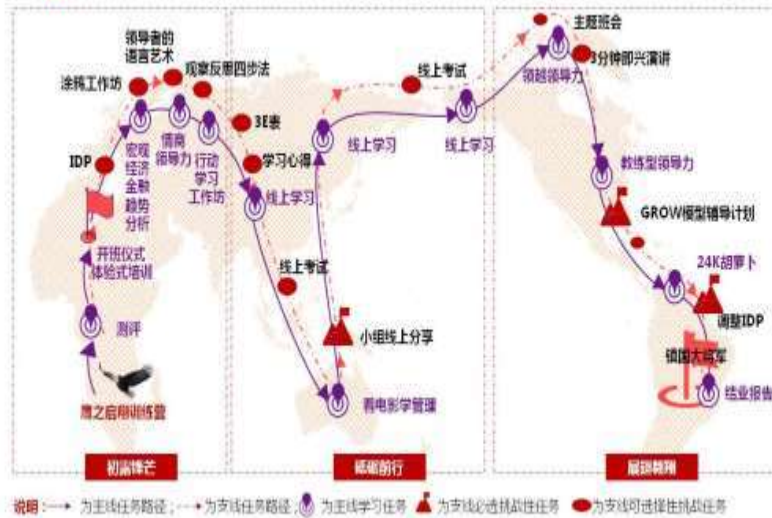 主题班会
领导者的
语言艺术
观察反思四步法
3分钟即兴演讲
涂鸦工作坊
线上考试
领越领导力
3E表
IDP
宏观
经济
金融
趋势
分析
情商
领导力
行动
学习
工作坊
学习心得
线上学习
线上学习
线上学习
教练型领导力
GROW模型辅导计划
开班仪式
体验式培训
线上考试
24K胡萝卜
测评
小组线上分享
调整IDP
镇国大将军
鹰之启翔训练营
看电影学管理
结业报告
初露锋芒
砥砺前行
展翅翱翔
说明：
为主线任务路径；
为支线任务路径；
为主线学习任务
为支线必选挑战性任务
为支线可选择性挑战任务